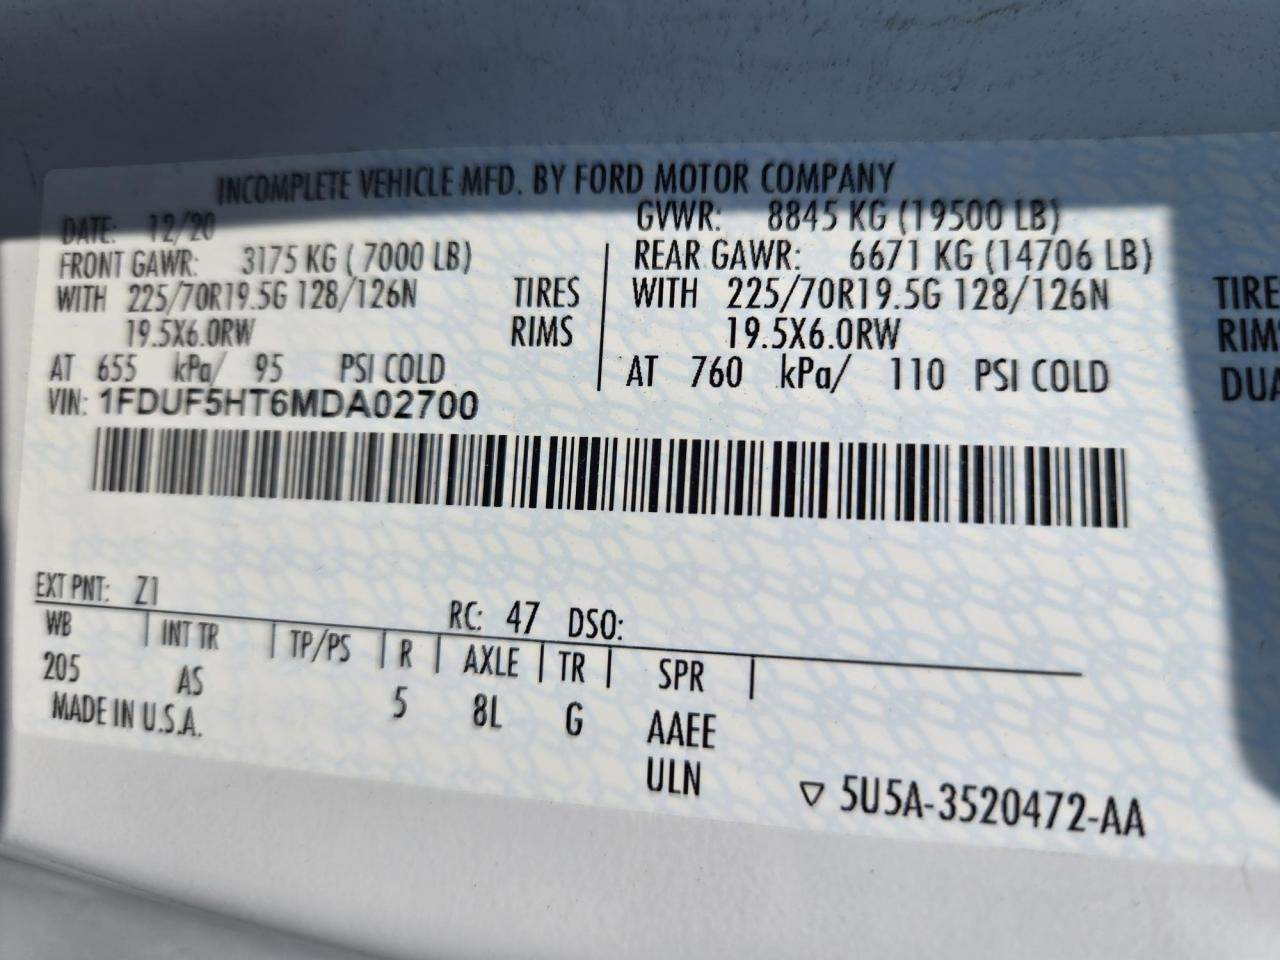 INCOMPLETE VEHICLE MFD. BY FORD MOTOR COMPANY
DATE: 12/20 GVWR: 8845 KG (19500 LB)
FRONT GAWR: 3175 KG ( 7000 LB) REAR GAWR: 6671 KG (14706 LB)
WITH 225/70R19.5G 128/126N TIRES WITH 225/70R19.5G 128/126N TIRE
19.5X6.0RW RIMS 19.5X6.0RW RIM
AT 655 kPa/ 95 PSI COLD AT 760 kPa/ 110 PSI COLD DUA
VIN: 1FDUF5HT6MDA02700
EXT PNT: Z1 RC: 47 DSO:
WB | INT TR | TP/PS | R | AXLE | TR | SPR |
205 AS 5 8L G AAEE
MADE IN U.S.A. ULN
▽ 5U5A-3520472-AA